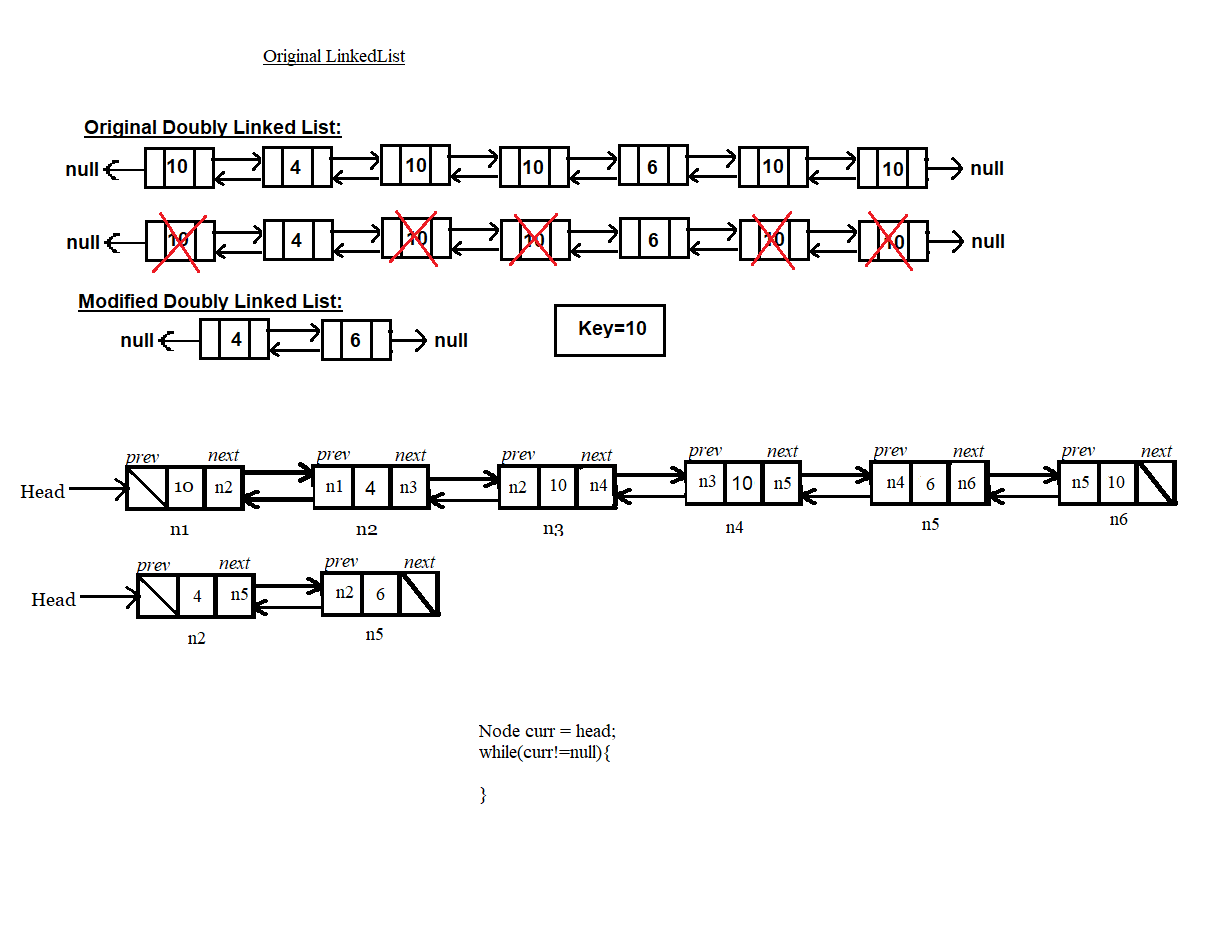 Original LinkedList
Original Doubly Linked List:
null 10 4 10 10 6 10 10 null
null 10 4 10 10 6 10 10 null
Modified Doubly Linked List:
null 4 6 null
Key=10
prev next prev next prev next prev next prev next prev next
Head 10 n2 n1 4 n3 n2 10 n4 n3 10 n5 n4 6 n6 n5 10
n1 n2 n3 n4 n5 n6
prev next prev next
Head 4 n5 n2 6
n2 n5
Node curr = head;
while(curr!=null){
}